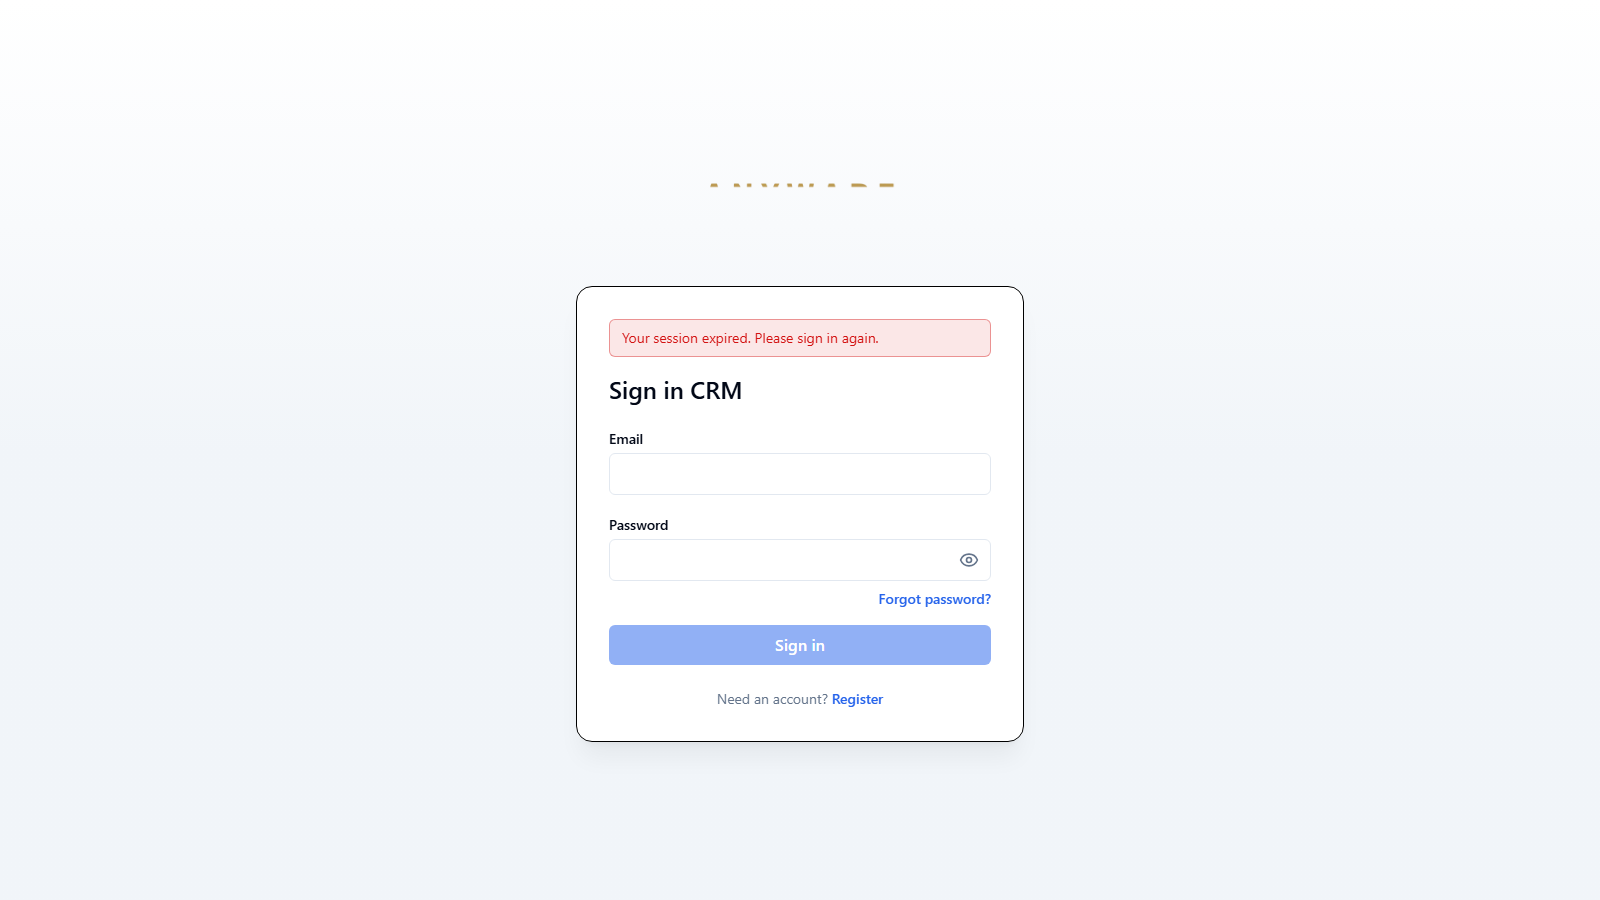 Your session expired. Please sign in again.
Sign in CRM
Email
Password
Forgot password?
Sign in
Need an account? Register